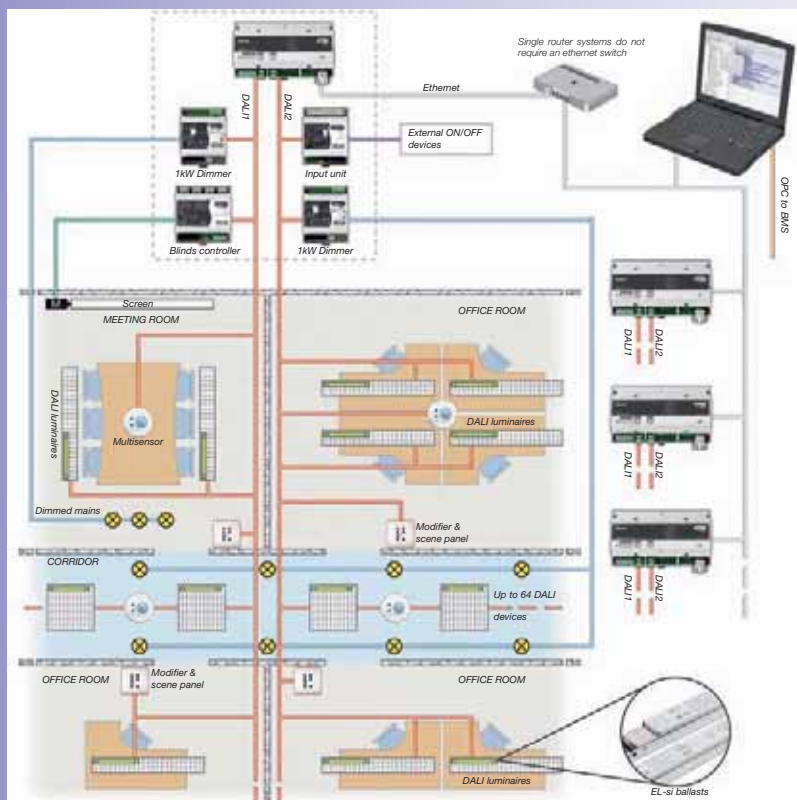 Single router systems do not
require an ethernet switch
Ethernet
DALI1
DALI2
External ON/OFF
devices
1kW Dimmer
Input unit
OPC to BMS
Blinds controller
1kW Dimmer
Screen
MEETING ROOM
OFFICE ROOM
DALI1
DALI2
DALI luminaires
Multisensor
DALI luminaires
DALI1
DALI2
Dimmed mains
Modifier &
scene panel
CORRIDOR
Up to 64 DALI
devices
DALI1
DALI2
OFFICE ROOM
Modifier &
scene panel
OFFICE ROOM
DALI luminaires
EL-si ballasts